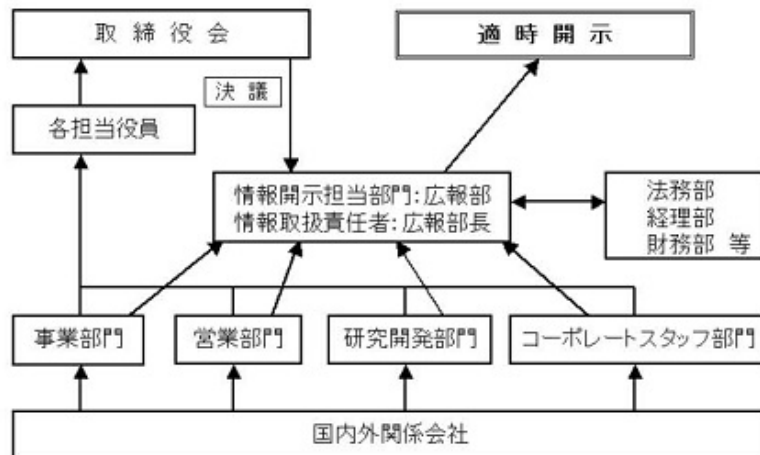 取 締 役 会
適 時 開 示
決 議
各担当役員
情報開示担当部門:広報部
情報取扱責任者:広報部長
法務部
経理部
財務部 等
事業部門
営業部門
研究開発部門
コーポレートスタッフ部門
国内外関係会社